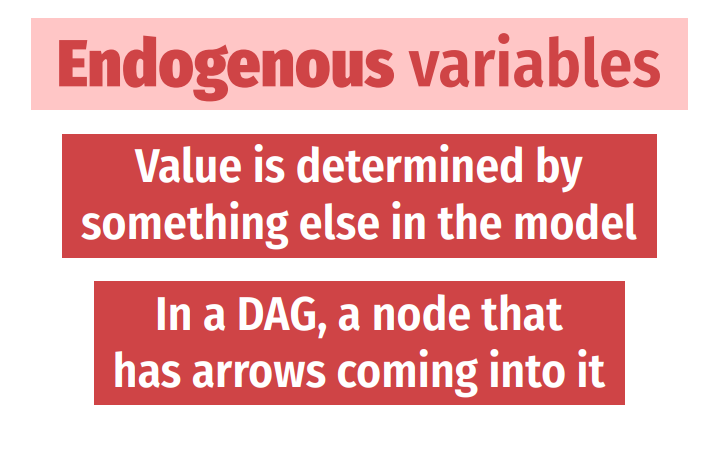 Endogenous variables
Value is determined by
something else in the model
In a DAG, a node that
has arrows coming into it